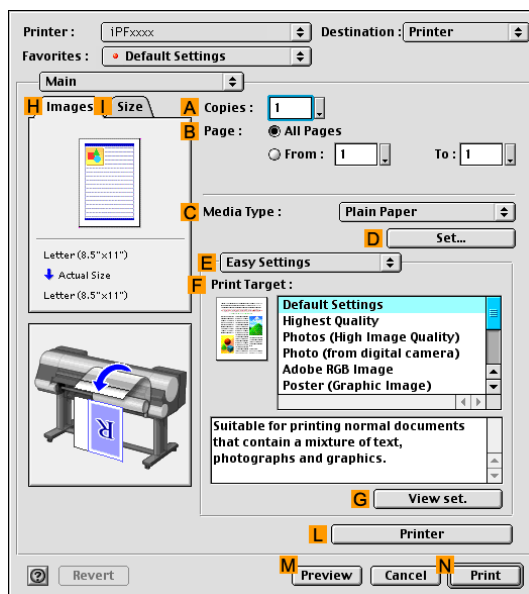 Printer : iPFxxxx Destination : Printer
Favorites : Default Settings
Main
H Images I Size
A Copies : 1
B Page : All Pages
From : 1 To : 1
C Media Type : Plain Paper
D Set...
Letter (8.5"x11")
Actual Size
Letter (8.5"x11")
E Easy Settings
F Print Target :
Default Settings
Highest Quality
Photos (High Image Quality)
Photo (from digital camera)
Adobe RGB Image
Poster (Graphic Image)
R
Suitable for printing normal documents
that contain a mixture of text,
photographs and graphics.
G View set.
L Printer
? Revert M Preview Cancel N Print